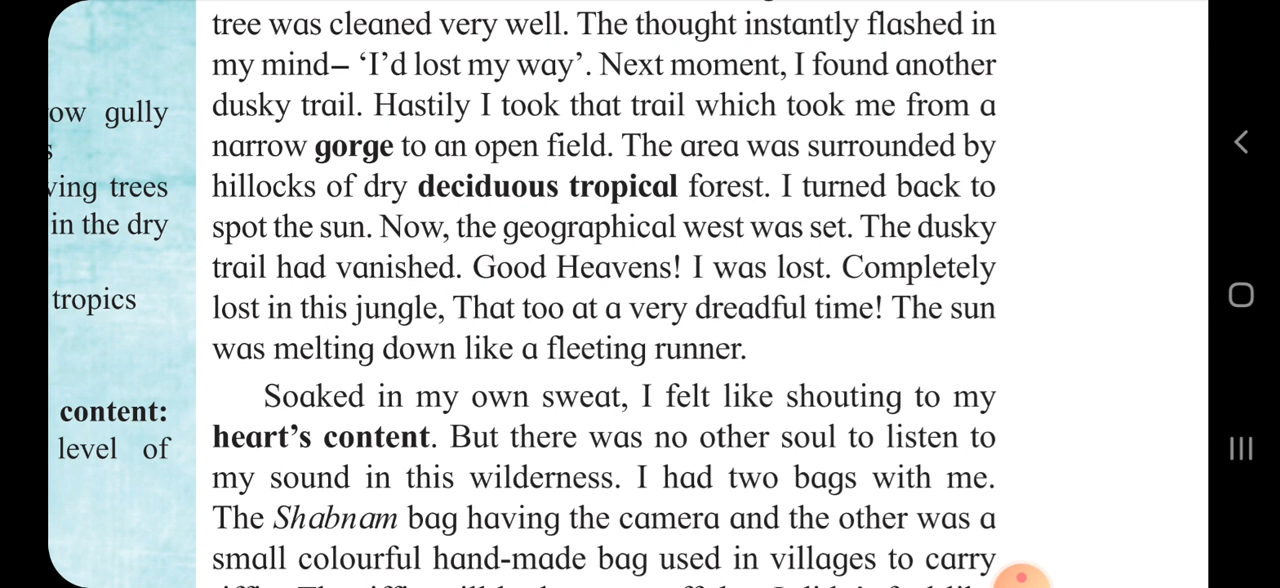 tree was cleaned very well. The thought instantly flashed in
my mind– ‘I’d lost my way’. Next moment, I found another
dusky trail. Hastily I took that trail which took me from a
narrow gorge to an open field. The area was surrounded by
hillocks of dry deciduous tropical forest. I turned back to
spot the sun. Now, the geographical west was set. The dusky
trail had vanished. Good Heavens! I was lost. Completely
lost in this jungle, That too at a very dreadful time! The sun
was melting down like a fleeting runner.
Soaked in my own sweat, I felt like shouting to my
heart’s content. But there was no other soul to listen to
my sound in this wilderness. I had two bags with me.
The Shabnam bag having the camera and the other was a
small colourful hand-made bag used in villages to carry
gully
trees
in the dry
tropics
content:
level of